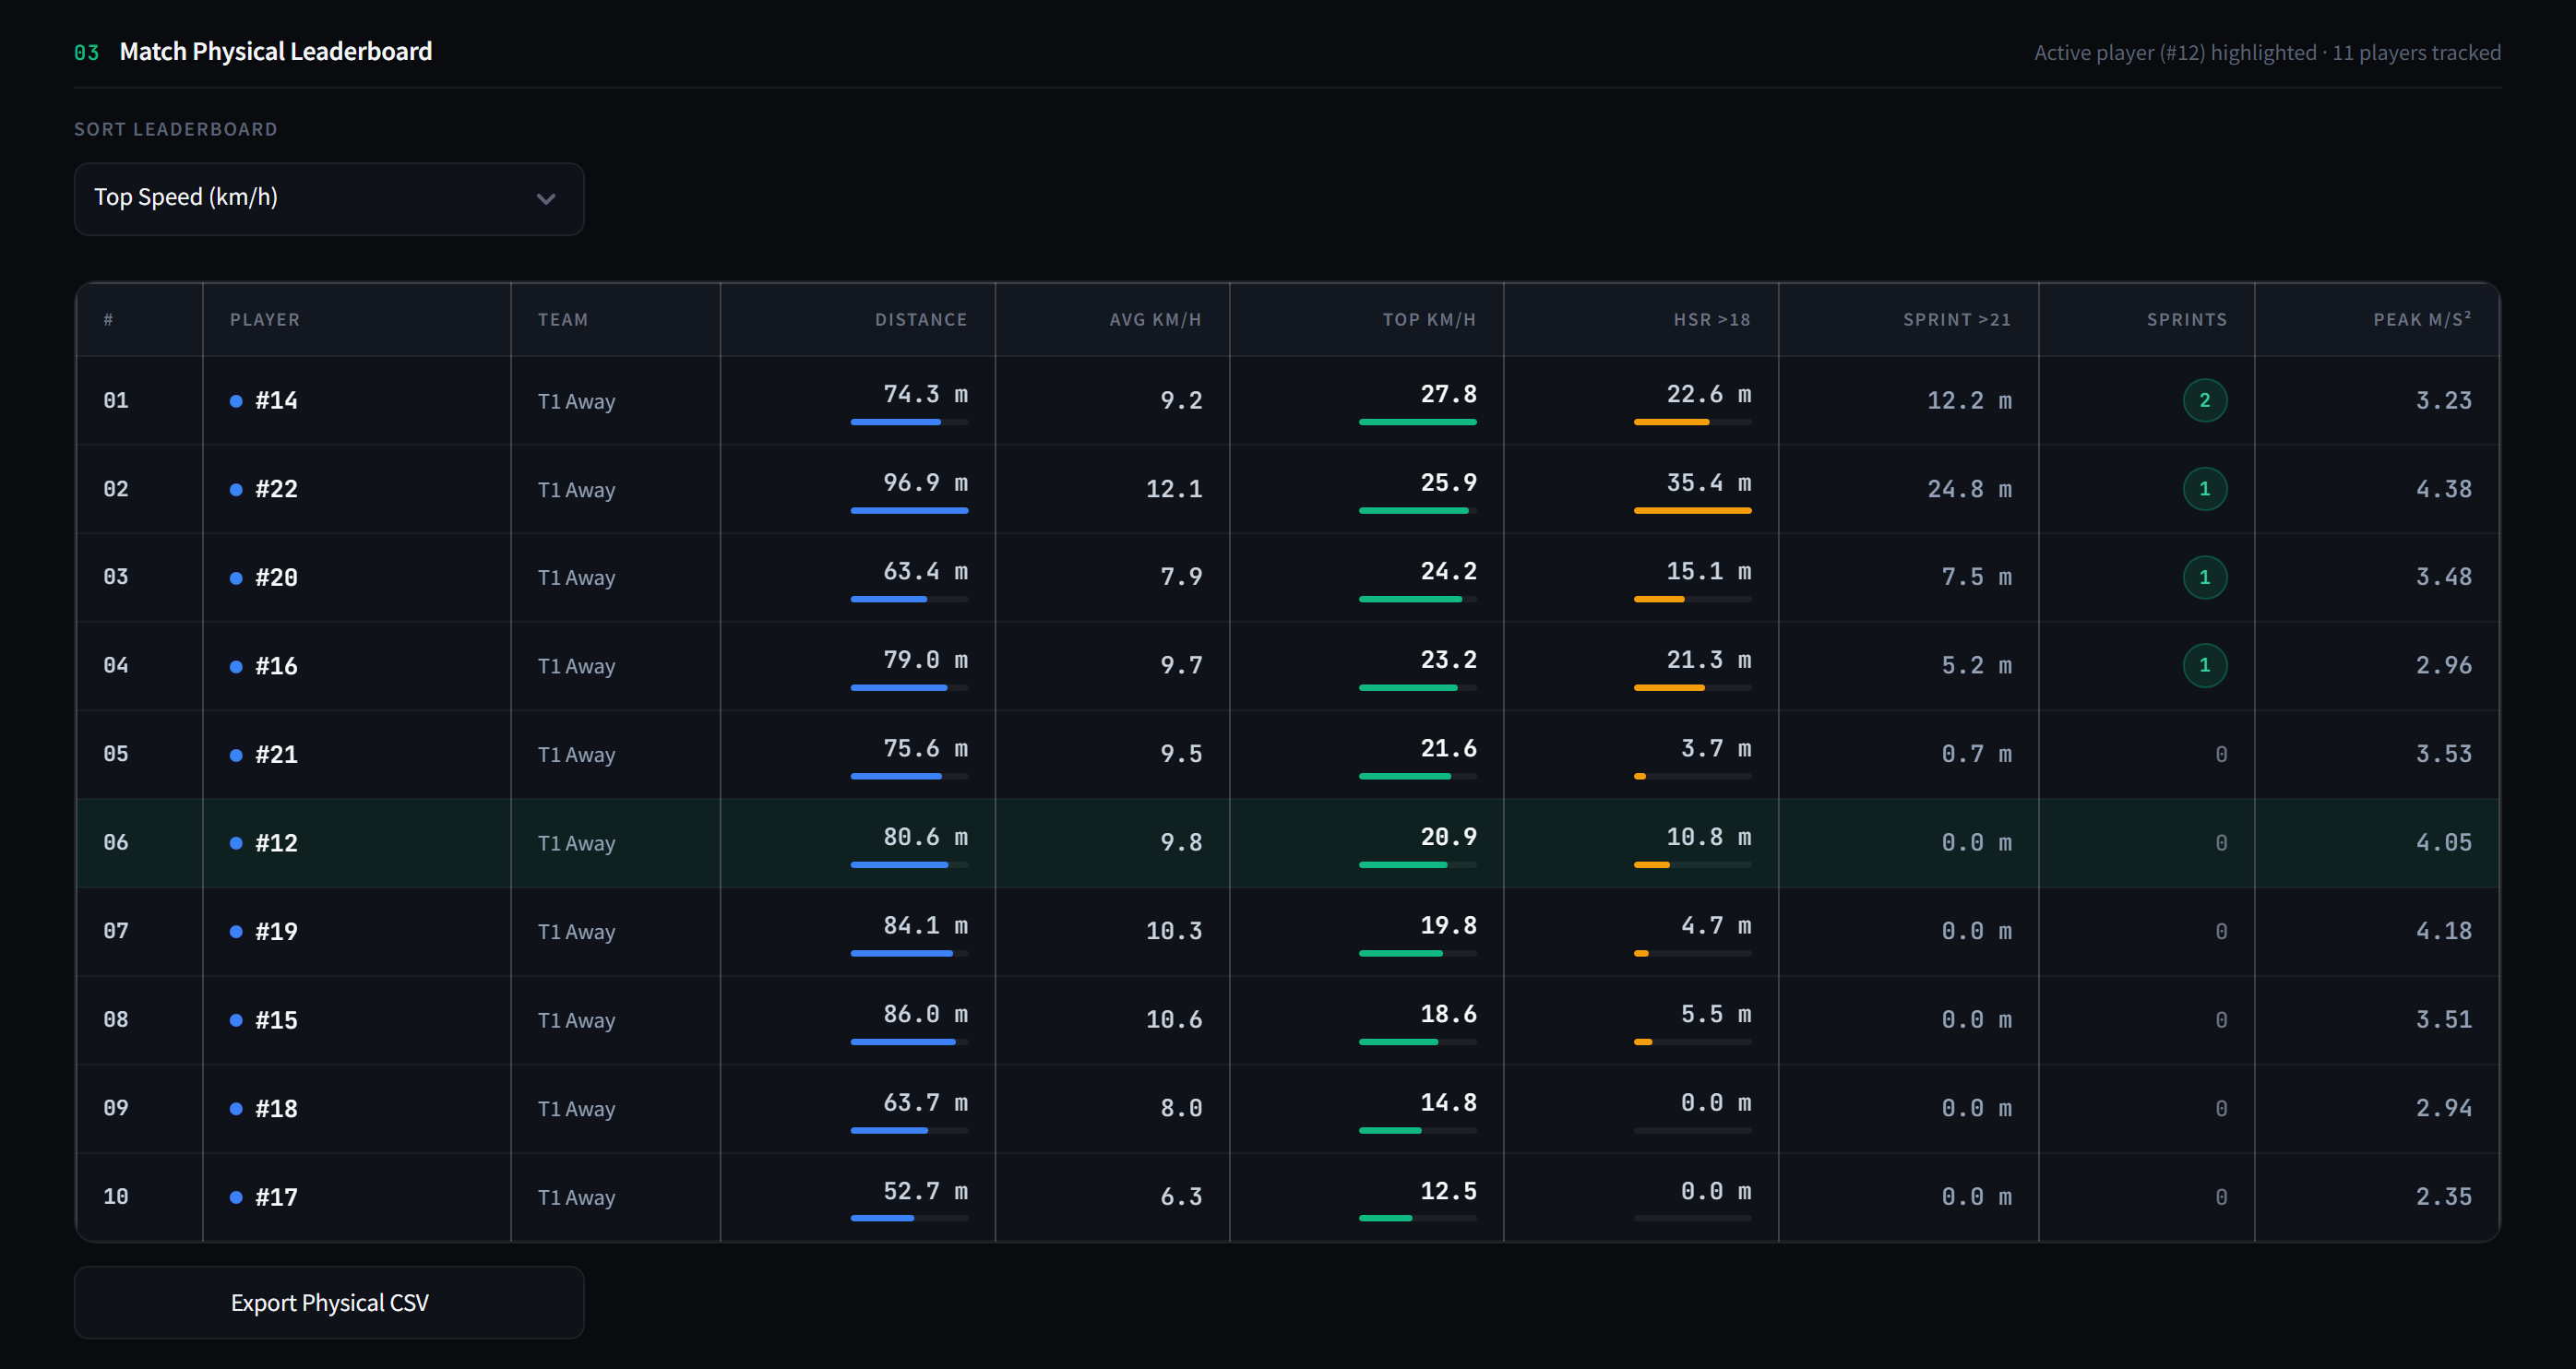 03 Match Physical Leaderboard
Active player (#12) highlighted · 11 players tracked
SORT LEADERBOARD
Top Speed (km/h)
# PLAYER TEAM DISTANCE AVG KM/H TOP KM/H HSR >18 SPRINT >21 SPRINTS PEAK M/S²
01 #14 T1 Away 74.3 m 9.2 27.8 22.6 m 12.2 m 2 3.23
02 #22 T1 Away 96.9 m 12.1 25.9 35.4 m 24.8 m 1 4.38
03 #20 T1 Away 63.4 m 7.9 24.2 15.1 m 7.5 m 1 3.48
04 #16 T1 Away 79.0 m 9.7 23.2 21.3 m 5.2 m 1 2.96
05 #21 T1 Away 75.6 m 9.5 21.6 3.7 m 0.7 m 0 3.53
06 #12 T1 Away 80.6 m 9.8 20.9 10.8 m 0.0 m 0 4.05
07 #19 T1 Away 84.1 m 10.3 19.8 4.7 m 0.0 m 0 4.18
08 #15 T1 Away 86.0 m 10.6 18.6 5.5 m 0.0 m 0 3.51
09 #18 T1 Away 63.7 m 8.0 14.8 0.0 m 0.0 m 0 2.94
10 #17 T1 Away 52.7 m 6.3 12.5 0.0 m 0.0 m 0 2.35
Export Physical CSV